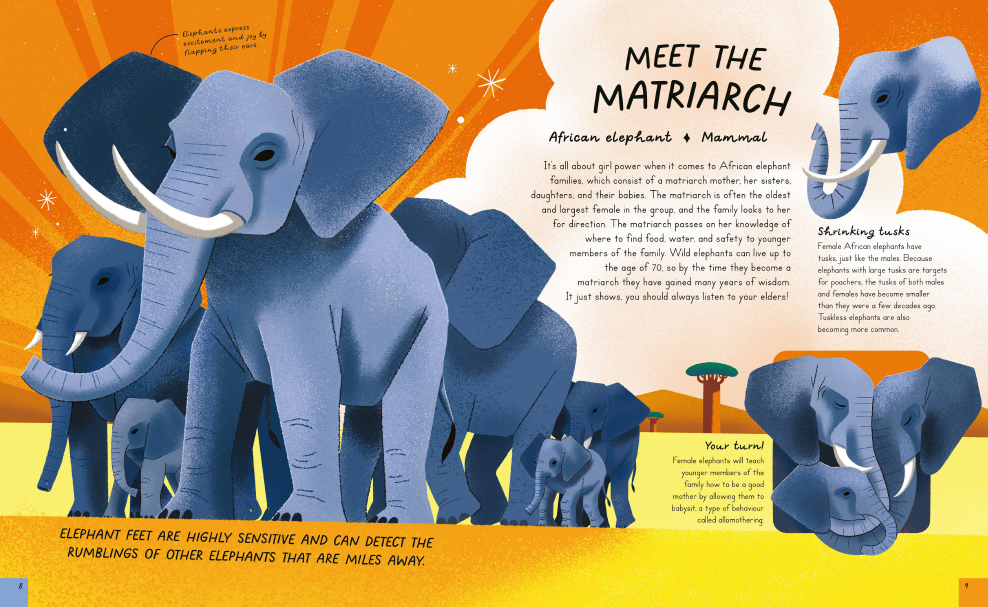 Elephants express
excitement and joy by
flapping their ears.
MEET THE
MATRIARCH
African elephant ♦ Mammal
It's all about girl power when it comes to African elephant
families, which consist of a matriarch mother, her sisters,
daughters, and their babies. The matriarch is often the oldest
and largest female in the group, and the family looks to her
for direction. The matriarch passes on her knowledge of
where to find food, water, and safety to younger
members of the family. Wild elephants can live up to
the age of 70, so by the time they become a
matriarch they have gained many years of wisdom.
It just shows, you should always listen to your elders!
Shrinking tusks
Female African elephants have
tusks, just like the males. Because
elephants with large tusks are targets
for poachers, the tusks of both males
and females have become smaller
than they were a few decades ago.
Tuskless elephants are also
becoming more common.
Your turn!
Female elephants will teach
younger members of the
family how to be a good
mother by allowing them to
babysit, a type of behaviour
called allomothering.
ELEPHANT FEET ARE HIGHLY SENSITIVE AND CAN DETECT THE
RUMBLINGS OF OTHER ELEPHANTS THAT ARE MILES AWAY.
8
9